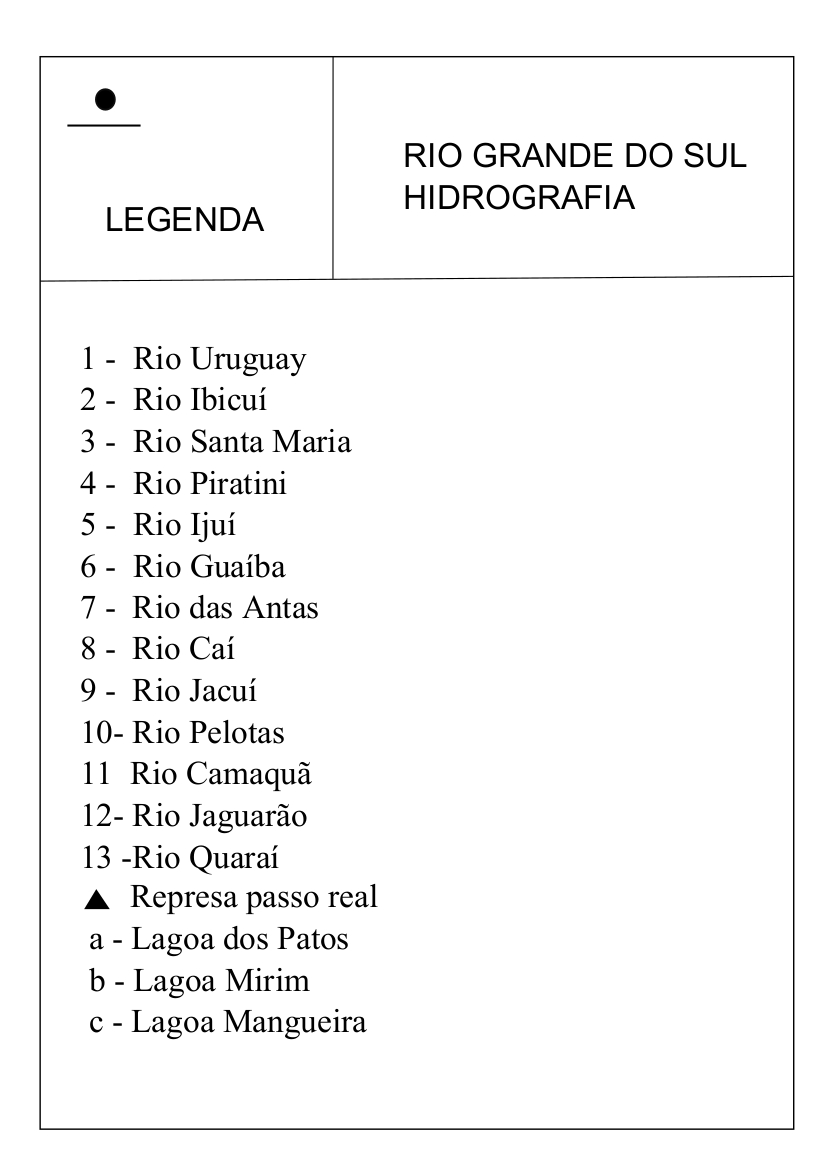 LEGENDA
RIO GRANDE DO SUL
HIDROGRAFIA
1 - Rio Uruguay
2 - Rio Ibicuí
3 - Rio Santa Maria
4 - Rio Piratini
5 - Rio Ijuí
6 - Rio Guaíba
7 - Rio das Antas
8 - Rio Caí
9 - Rio Jacuí
10- Rio Pelotas
11 Rio Camaquã
12- Rio Jaguarão
13 -Rio Quaraí
▲ Represa passo real
a - Lagoa dos Patos
b - Lagoa Mirim
c - Lagoa Mangueira